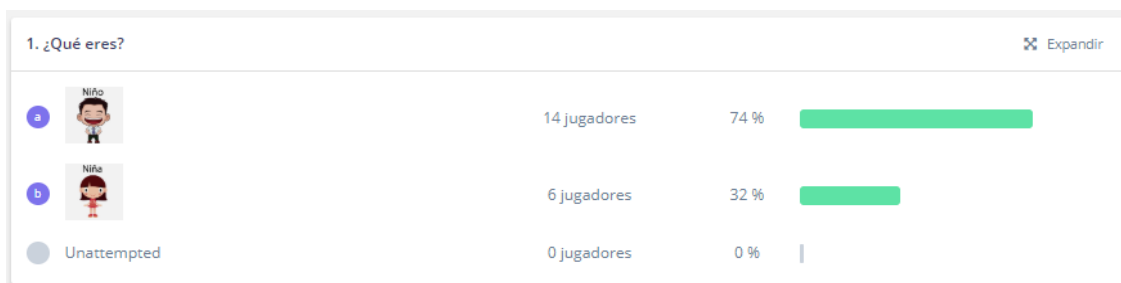 1. ¿Qué eres?
Expandir
Niño
a
14 jugadores
74 %
Niña
b
6 jugadores
32 %
Unattempted
0 jugadores
0 %